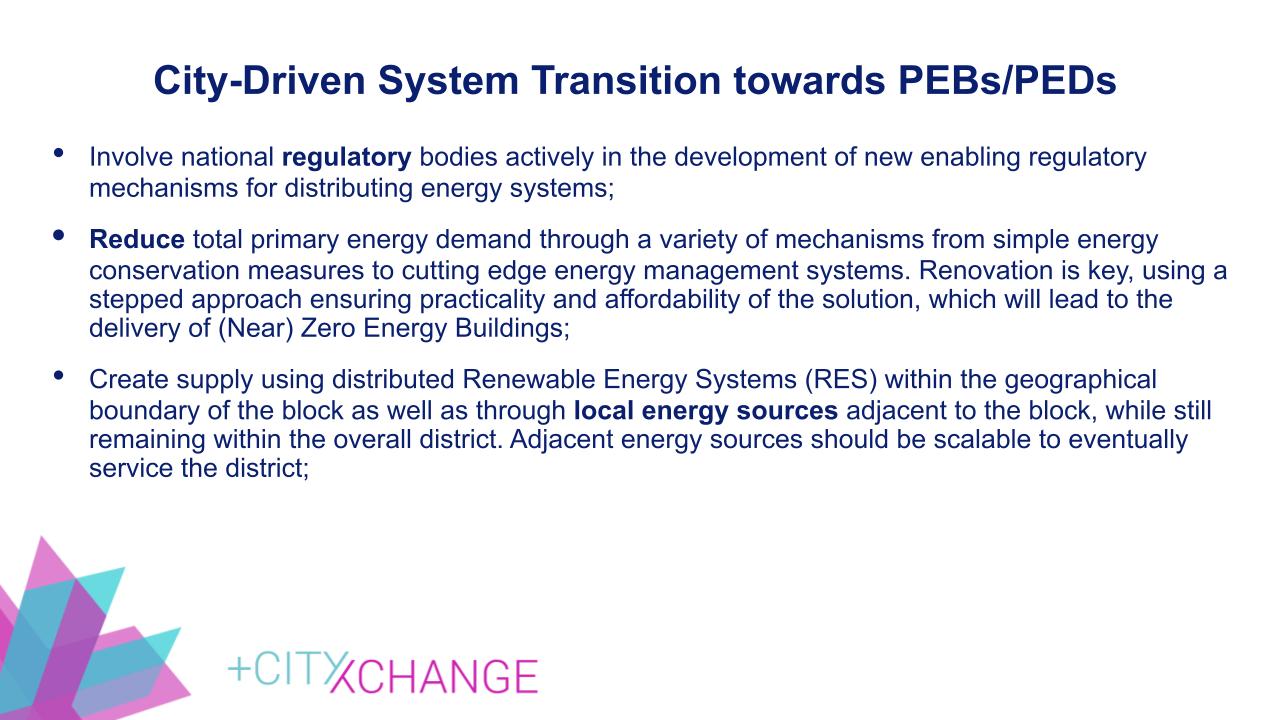 City-Driven System Transition towards PEBs/PEDs
• Involve national regulatory bodies actively in the development of new enabling regulatory
mechanisms for distributing energy systems;
• Reduce total primary energy demand through a variety of mechanisms from simple energy
conservation measures to cutting edge energy management systems. Renovation is key, using a
stepped approach ensuring practicality and affordability of the solution, which will lead to the
delivery of (Near) Zero Energy Buildings;
• Create supply using distributed Renewable Energy Systems (RES) within the geographical
boundary of the block as well as through local energy sources adjacent to the block, while still
remaining within the overall district. Adjacent energy sources should be scalable to eventually
service the district;
+CITYXCHANGE